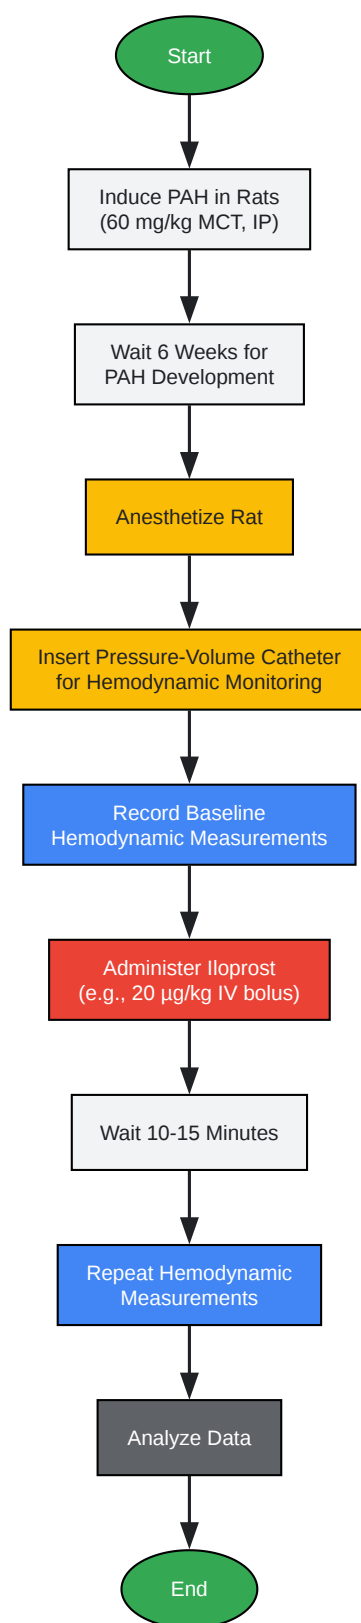 Start
Induce PAH in Rats
(60 mg/kg MCT, IP)
Wait 6 Weeks for
PAH Development
Anesthetize Rat
Insert Pressure-Volume Catheter
for Hemodynamic Monitoring
Record Baseline
Hemodynamic Measurements
Administer Iloprost
(e.g., 20 µg/kg IV bolus)
Wait 10-15 Minutes
Repeat Hemodynamic
Measurements
Analyze Data
End